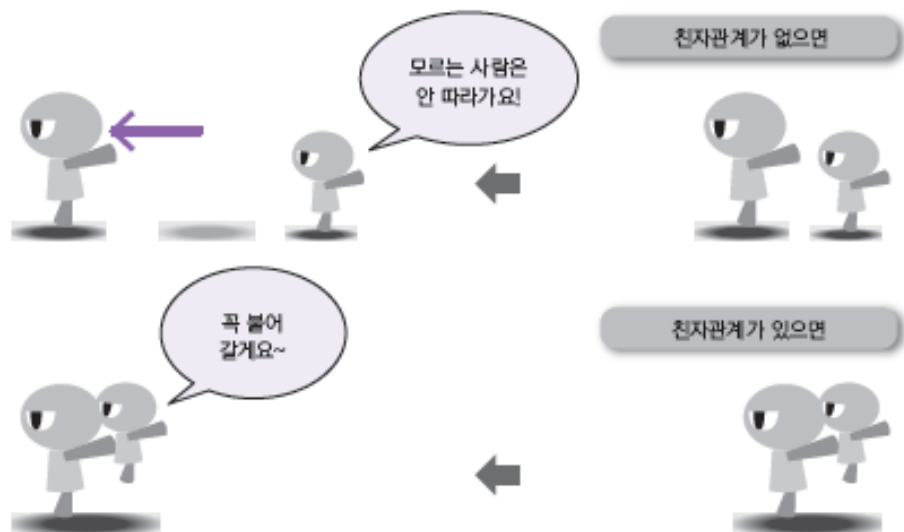 친자관계가 없으면
모르는 사람은
안 따라가요!
친자관계가 있으면
꼭 붙어
갈게요~